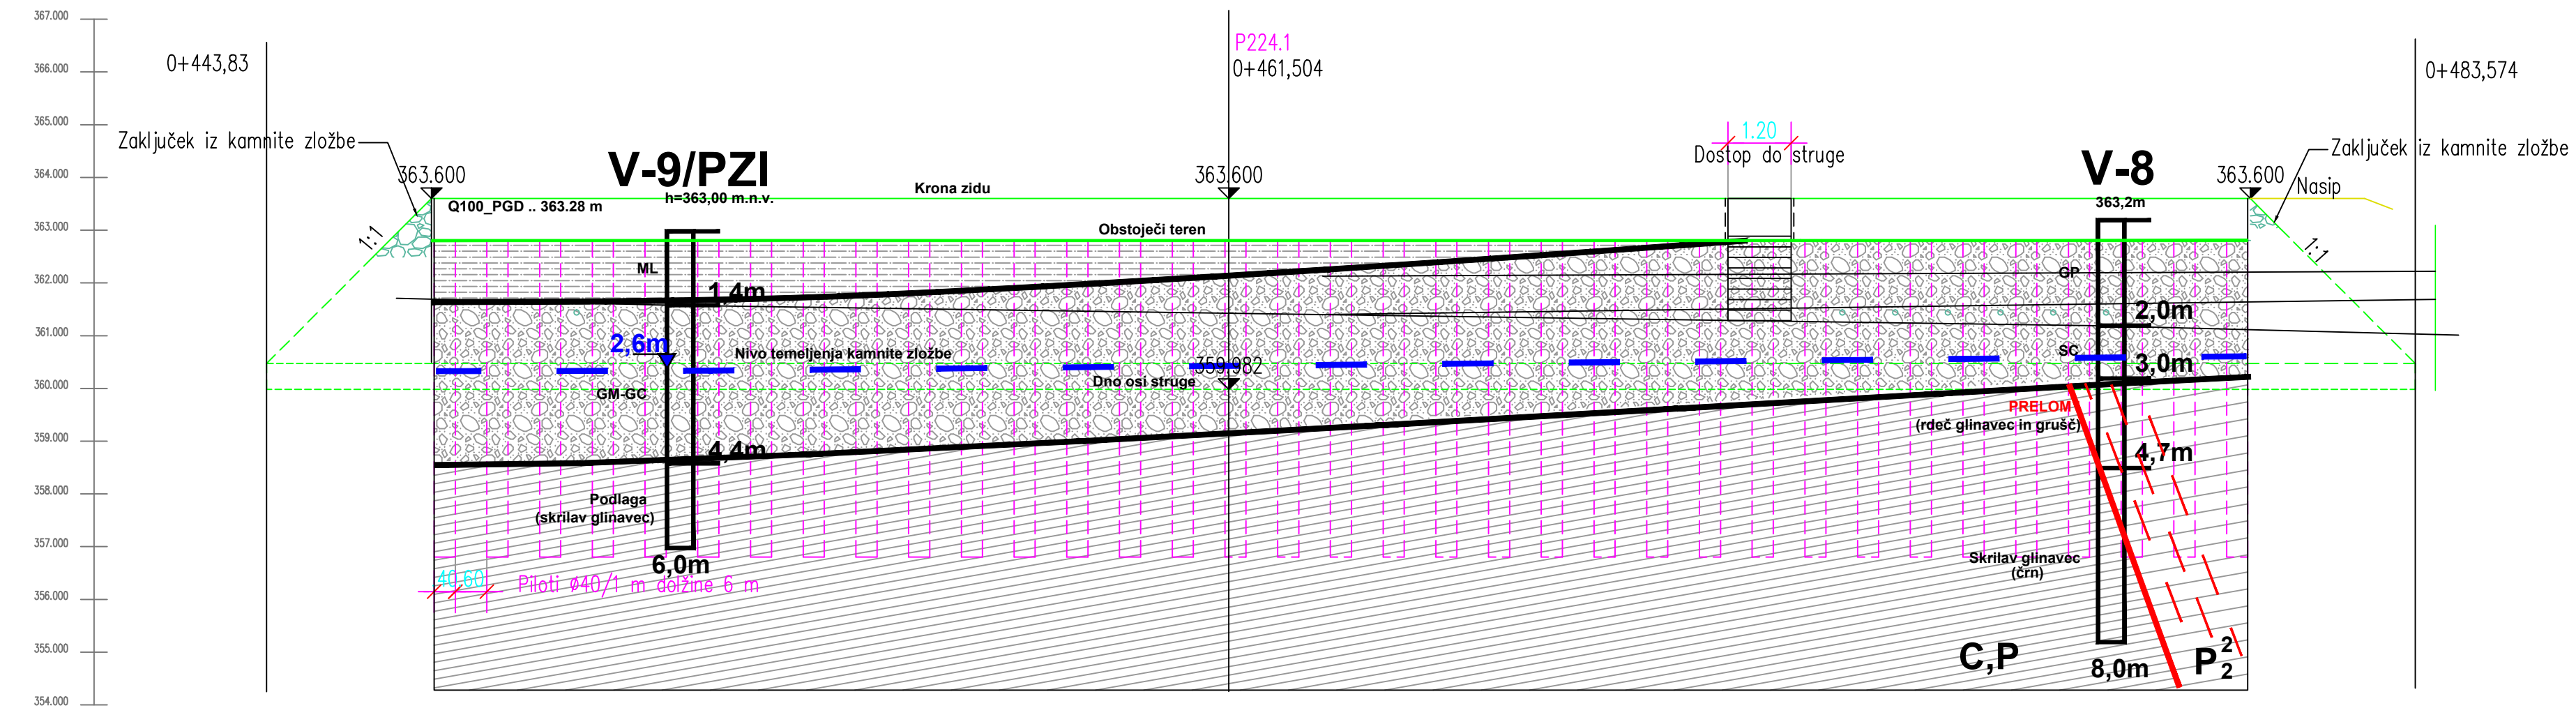 367.000
366.000
365.000
364.000
363.000
362.000
361.000
360.000
359.000
358.000
357.000
356.000
355.000
354.000
0+443,83
P224.1
0+461,504
0+483,574
Zaključek iz kamnite zložbe
1.20
Dostop do struge
Zaključek iz kamnite zložbe
363.600
V-9/PZI
h=363,00 m.n.v.
Krona zidu
363.600
V-8
363,2m
363.600
Nasip
Q100_PGD .. 363.28 m
1:1
Obstoječi teren
1:1
ML
1,4m
GP
2,0m
2,6m
Nivo temeljenja kamnite zložbe
359.982
SC
3,0m
Dno osi struge
GM-GC
PRELOM
(rdeč glinavec in grušč)
4,4m
4,7m
Podlaga
(skrilav glinavec)
6,0m
Skrilav glinavec
(črn)
40
60
Piloti ø40/1 m dolžine 6 m
C,P
8,0m
P 2 2